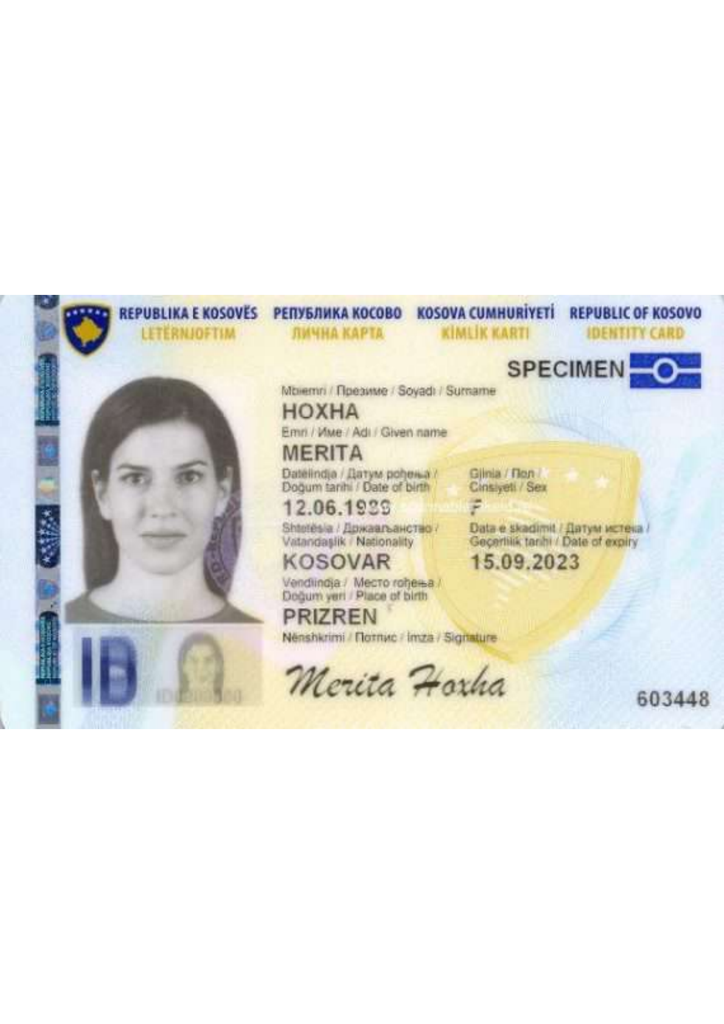 REPUBLIKA E KOSOVËS РЕПУБЛИКА КОСОВО KOSOVA CUMHURİYETİ REPUBLIC OF KOSOVO
LETËRNJOFTIM ЛИЧНА КАРТА KİMLİK KARTI IDENTITY CARD
SPECIMEN
Mbiemri / Презиме / Soyadı / Surname
HOXHA
Emri / Име / Adı / Given name
MERITA
Datëlindja / Датум рођења / Gjinia / Пол /
Doğum tarihi / Date of birth Cinsiyeti / Sex
12.06.1989 F
Shtetësia / Држављанство / Data e skadimit / Датум истека /
Vatandaşlık / Nationality Geçerlilik tarihi / Date of expiry
KOSOVAR 15.09.2023
Vendlindja / Место рођења /
Doğum yeri / Place of birth
PRIZREN
Nënshkrimi / Потпис / İmza / Signature
ID
Merita Hoxha
603448